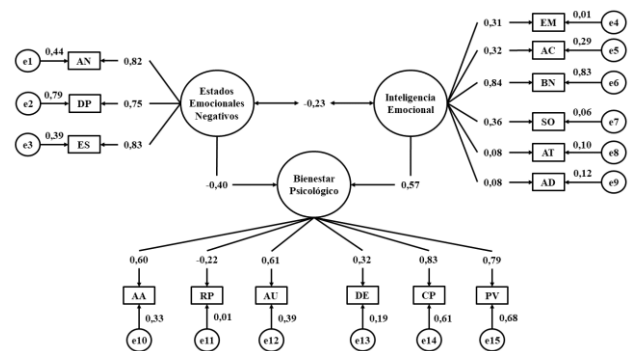 0,31 EM 0,01 e4
e1 0,44 AN 0,82
0,32 AC 0,29 e5
Estados
Emocionales
Negativos
Inteligencia
Emocional
0,84 BN 0,83 e6
e2 0,79 DP 0,75
-0,23
0,36 SO 0,06 e7
e3 0,39 ES 0,83
0,08 AT 0,10 e8
Bienestar
Psicológico
-0,40
0,57
0,08 AD 0,12 e9
0,60 -0,22 0,61 0,32 0,83 0,79
AA RP AU DE CP PV
0,33 0,01 0,39 0,19 0,61 0,68
e10 e11 e12 e13 e14 e15